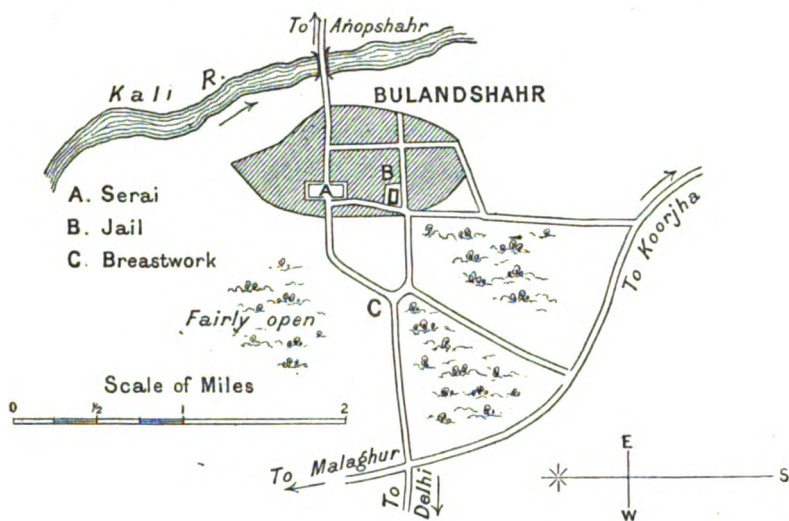 To Anopshahr
Kali R.
BULANDSHAHR
A. Serai
B. Jail
C. Breastwork
B
A
C
Fairly open
To Koorjha
Scale of Miles
0 ½ 1 2
To Malaghur
To Delhi
E
S
W